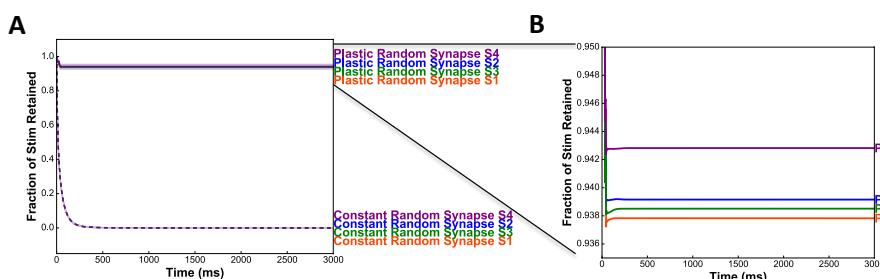 A
B
Fraction of Stim Retained
1.0
0.8
0.6
0.4
0.2
0.0
0
500
1000
1500
2000
2500
3000
Time (ms)
Plastic Random Synapse S4
Plastic Random Synapse S2
Plastic Random Synapse S3
Plastic Random Synapse S1
Constant Random Synapse S4
Constant Random Synapse S2
Constant Random Synapse S3
Constant Random Synapse S1
Fraction of Stim Retained
0.950
0.948
0.946
0.944
0.942
0.940
0.938
0.936
0
500
1000
1500
2000
2500
300
Time (ms)